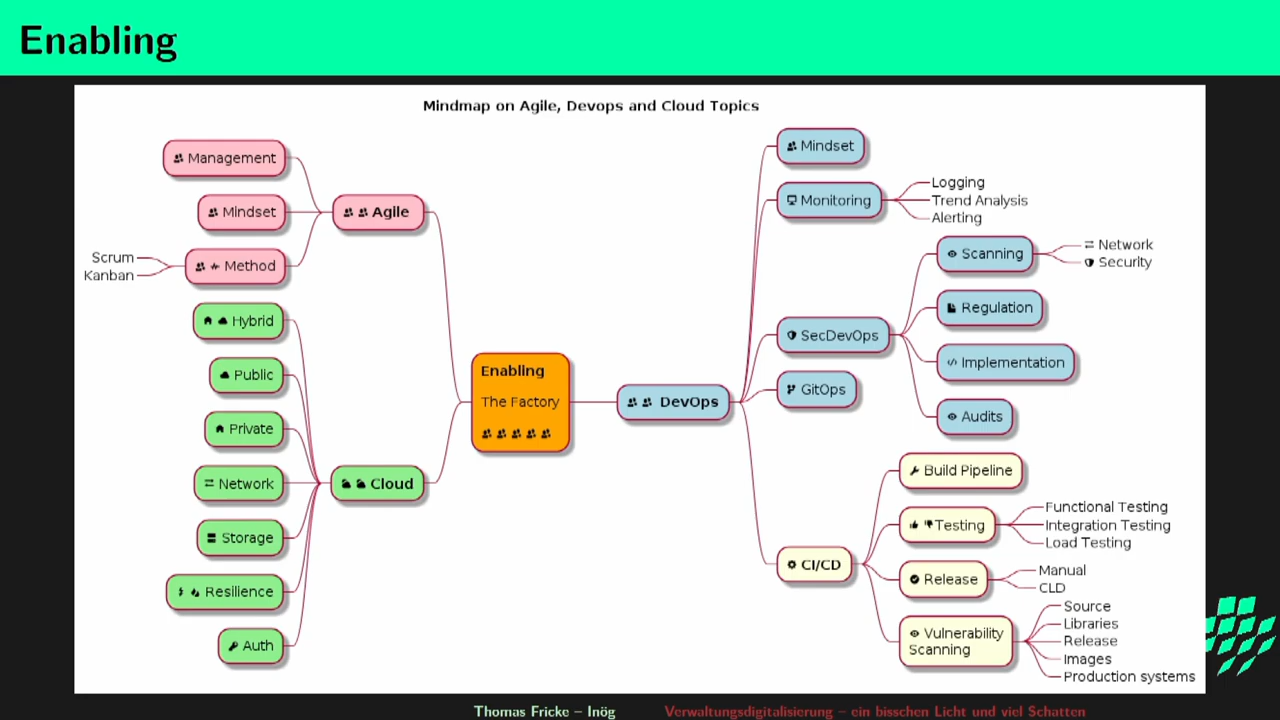 Enabling
Mindmap on Agile, Devops and Cloud Topics
Management
Mindset
Agile
Method
Scrum
Kanban
Hybrid
Public
Private
Network
Cloud
Storage
Resilience
Auth
Enabling
The Factory
DevOps
Mindset
Monitoring
Logging
Trend Analysis
Alerting
SecDevOps
Scanning
Network
Security
Regulation
Implementation
Audits
GitOps
CI/CD
Build Pipeline
Testing
Functional Testing
Integration Testing
Load Testing
Release
Manual
CLD
Vulnerability
Scanning
Source
Libraries
Release
Images
Production systems
Thomas Fricke – Inög
Verwaltungsdigitalisierung – ein bisschen Licht und viel Schatten